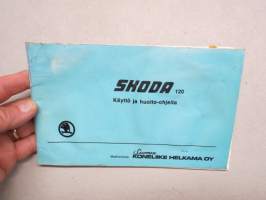 SKODA 120
Käyttö ja huolto-ohjeita
KONELIIKE HELKAMA OY